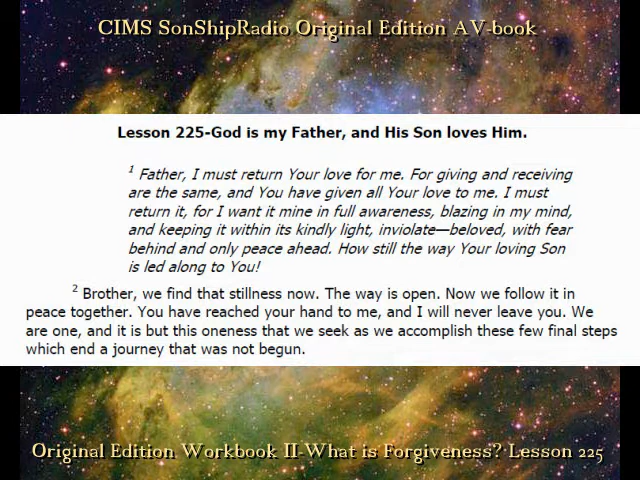 CIMS SonShipRadio Original Edition AV-book
Lesson 225-God is my Father, and His Son loves Him.
1 Father, I must return Your love for me. For giving and receiving
are the same, and You have given all Your love to me. I must
return it, for I want it mine in full awareness, blazing in my mind,
and keeping it within its kindly light, inviolate—beloved, with fear
behind and only peace ahead. How still the way Your loving Son
is led along to You!
2 Brother, we find that stillness now. The way is open. Now we follow it in
peace together. You have reached your hand to me, and I will never leave you. We
are one, and it is but this oneness that we seek as we accomplish these few final steps
which end a journey that was not begun.
Original Edition Workbook II-What is Forgiveness? Lesson 225